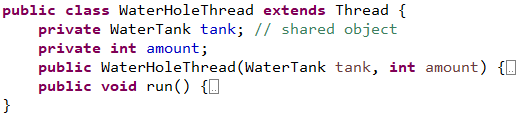 public class WaterHoleThread extends Thread {
    private WaterTank tank; // shared object
    private int amount;
    public WaterHoleThread(WaterTank tank, int amount) {..
    public void run() {..
}